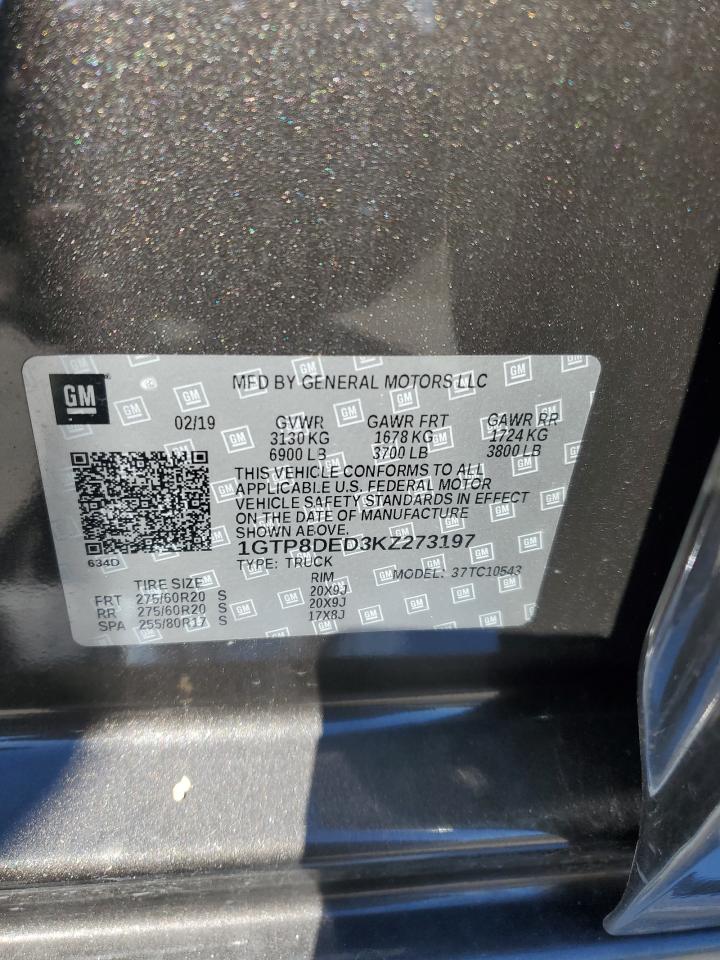 GM
MFD BY GENERAL MOTORS LLC
02/19 GVWR GAWR FRT GAWR RR
3130 KG 1678 KG 1724 KG
6900 LB 3700 LB 3800 LB
THIS VEHICLE CONFORMS TO ALL
APPLICABLE U.S. FEDERAL MOTOR
VEHICLE SAFETY STANDARDS IN EFFECT
ON THE DATE OF MANUFACTURE
SHOWN ABOVE.
1GTP8DED3KZ273197
634D TYPE: TRUCK MODEL: 37TC10543
TIRE SIZE RIM
FRT 275/60R20 S 20X9J
RR 275/60R20 S 20X9J
SPA 255/80R17 S 17X8J